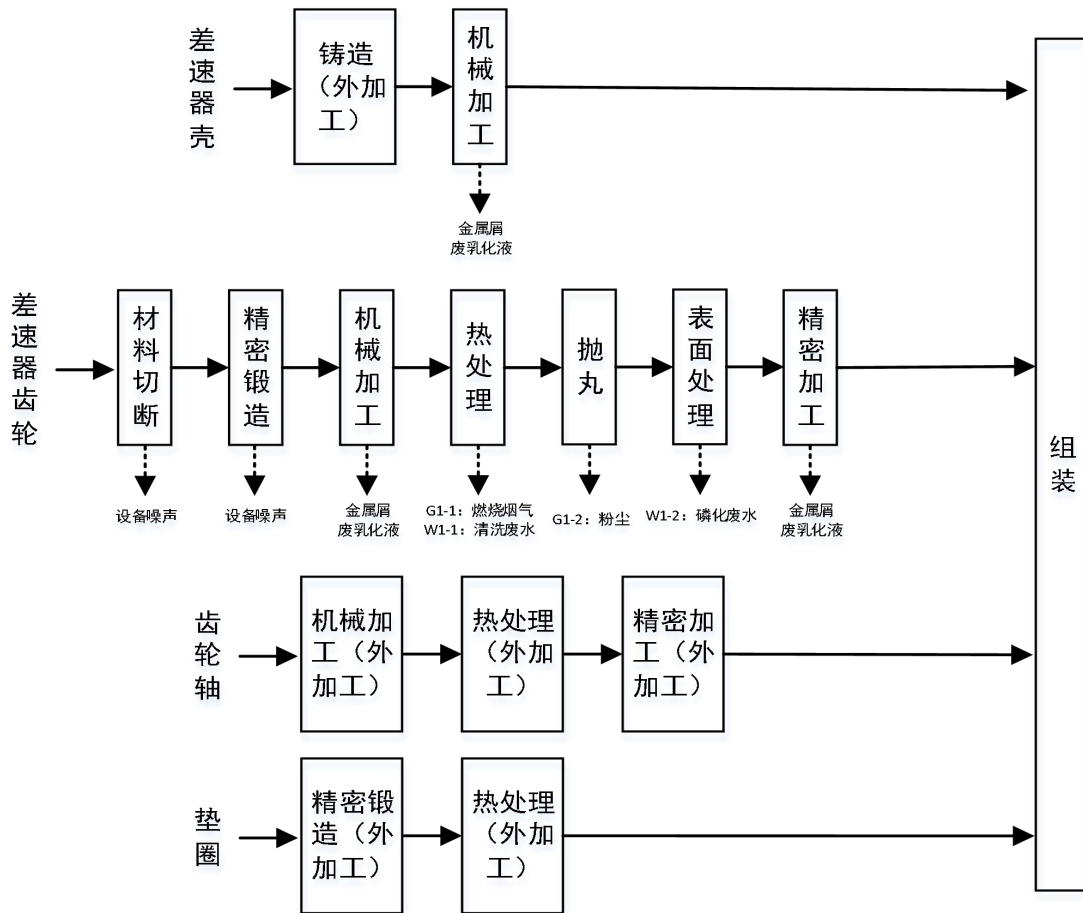 差速器壳
铸造
（外加
工）
机械加工
金属屑
废乳化液
差速器齿轮
材料切断
精密锻造
机械加工
热处理
抛丸
表面处理
精密加工
设备噪声
设备噪声
金属屑
废乳化液
G1-1：燃烧烟气
W1-1：清洗废水
G1-2：粉尘
W1-2：磷化废水
金属屑
废乳化液
齿轮轴
机械加
工（外
加工）
热处理
（外加
工）
精密加
工（外
加工）
垫圈
精密锻
造（外
加工）
热处理
（外加
工）
组装